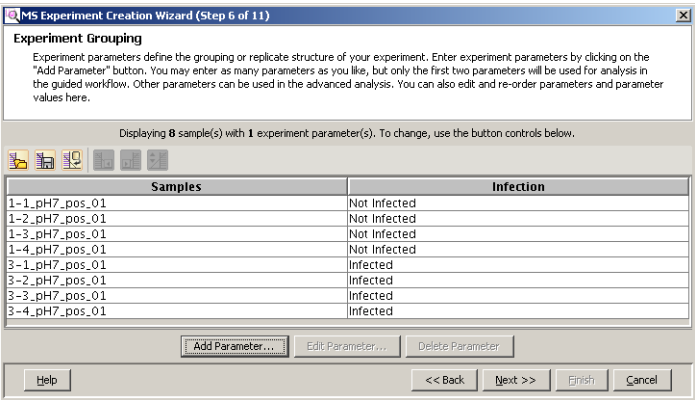 MS Experiment Creation Wizard (Step 6 of 11)
Experiment Grouping
Experiment parameters define the grouping or replicate structure of your experiment. Enter experiment parameters by clicking on the
"Add Parameter" button. You may enter as many parameters as you like, but only the first two parameters will be used for analysis in
the guided workflow. Other parameters can be used in the advanced analysis. You can also edit and re-order parameters and parameter
values here.
Displaying 8 sample(s) with 1 experiment parameter(s). To change, use the button controls below.
Samples Infection
1-1_pH7_pos_01 Not Infected
1-2_pH7_pos_01 Not Infected
1-3_pH7_pos_01 Not Infected
1-4_pH7_pos_01 Not Infected
3-1_pH7_pos_01 Infected
3-2_pH7_pos_01 Infected
3-3_pH7_pos_01 Infected
3-4_pH7_pos_01 Infected
Add Parameter... Edit Parameter... Delete Parameter
Help << Back Next >> Finish Cancel